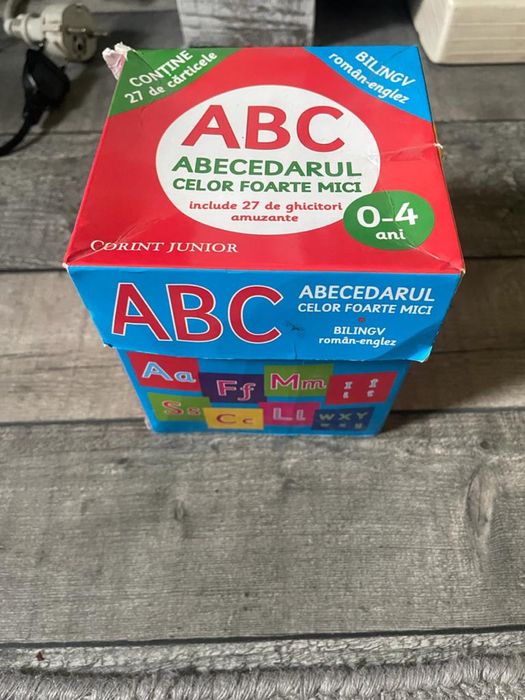 CONȚINE
27 de cărticele
BILINGV
român-englez
ABC
ABECEDARUL
CELOR FOARTE MICI
include 27 de ghicitori
amuzante
0-4
ani
CORINT JUNIOR
ABC
ABECEDARUL
CELOR FOARTE MICI
BILINGV
român-englez
Aa
Ff
Mm
Ss
Cc
Ll
W X Y